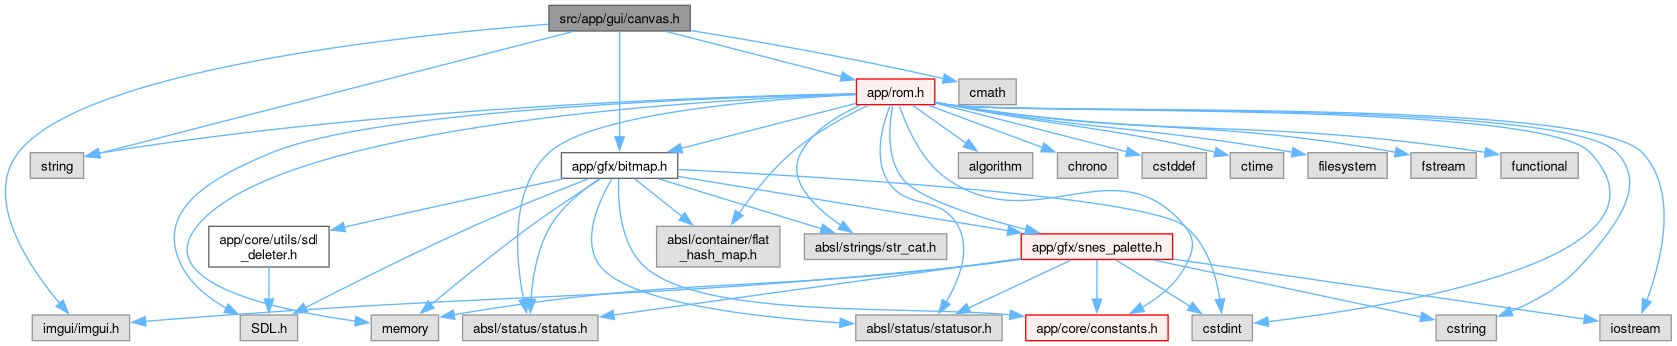 src/app/gui/canvas.h
app/rom.h
cmath
string
app/gfx/bitmap.h
algorithm
chrono
cstddef
ctime
filesystem
fstream
functional
app/core/utils/sdl
_deleter.h
absl/container/flat
_hash_map.h
absl/strings/str_cat.h
app/gfx/snes_palette.h
imgui/imgui.h
SDL.h
memory
absl/status/status.h
absl/status/statusor.h
app/core/constants.h
cstdint
cstring
iostream